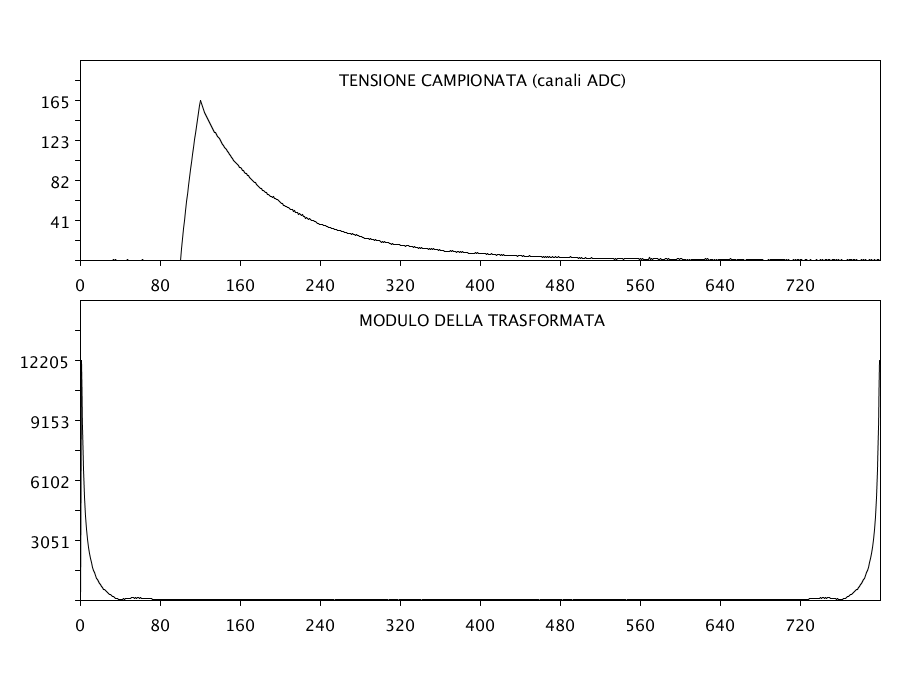 TENSIONE CAMPIONATA (canali ADC)
165
123
82
41
0 80 160 240 320 400 480 560 640 720
MODULO DELLA TRASFORMATA
12205
9153
6102
3051
0 80 160 240 320 400 480 560 640 720